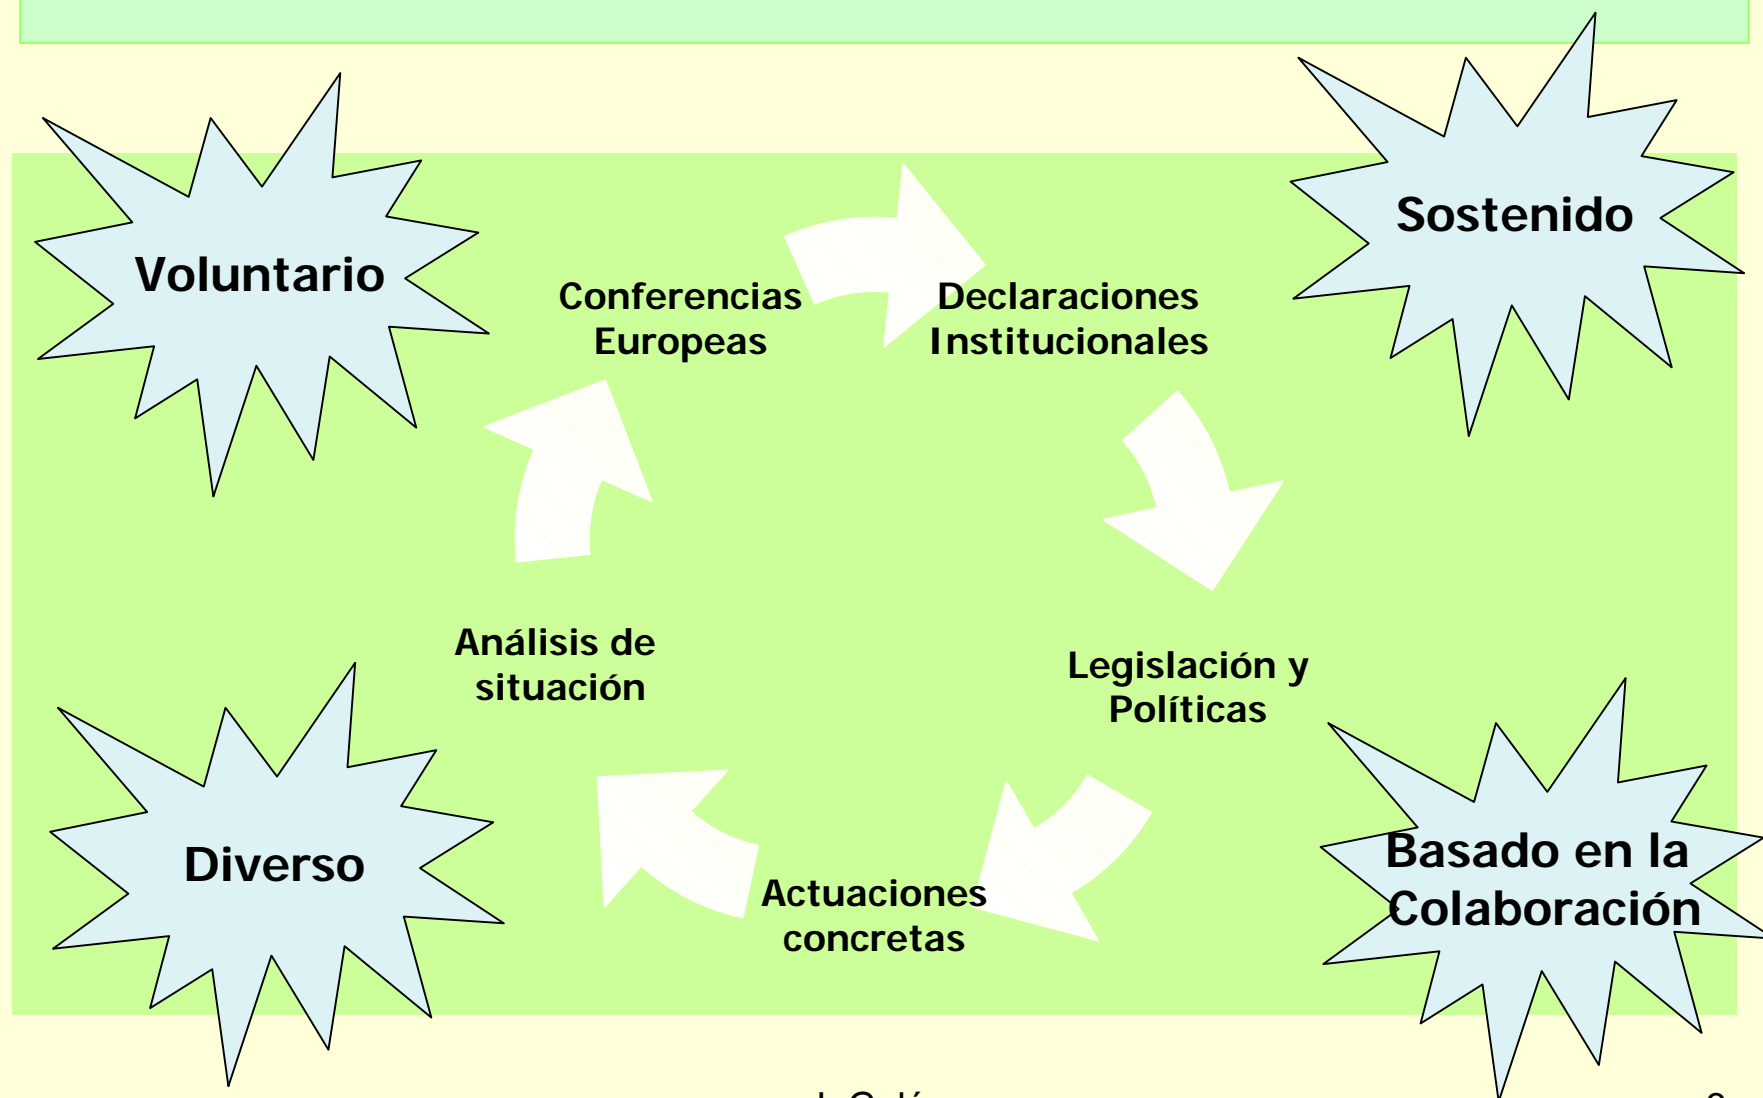 Sostenido
Voluntario
Conferencias
Europeas
Declaraciones
Institucionales
Análisis de
situación
Legislación y
Políticas
Diverso
Basado en la
Colaboración
Actuaciones
concretas